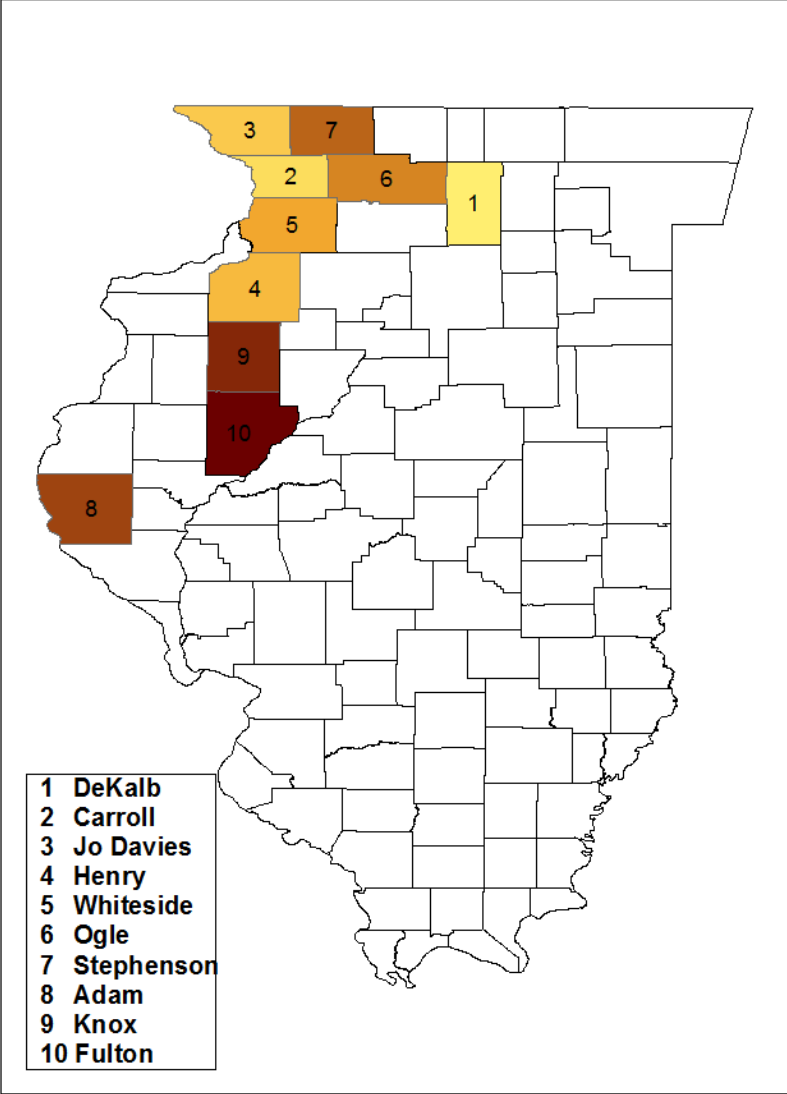 3
7
2
6
1
5
4
9
10
8
1 DeKalb
2 Carroll
3 Jo Davies
4 Henry
5 Whiteside
6 Ogle
7 Stephenson
8 Adam
9 Knox
10 Fulton